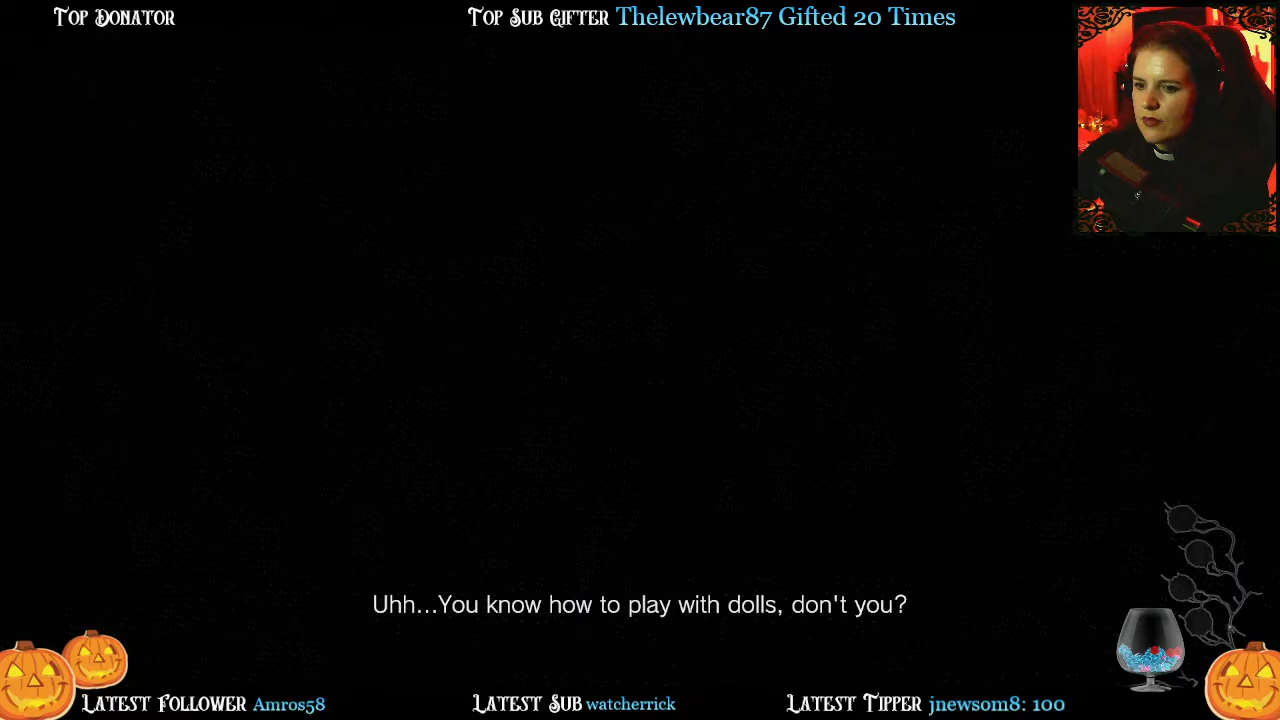 Top Donator
Top Sub Gifter Thelewbear87 Gifted 20 Times
Uhh...You know how to play with dolls, don't you?
Latest Follower Amros58
Latest Sub watcherrick
Latest Tipper jnewsom8: 100